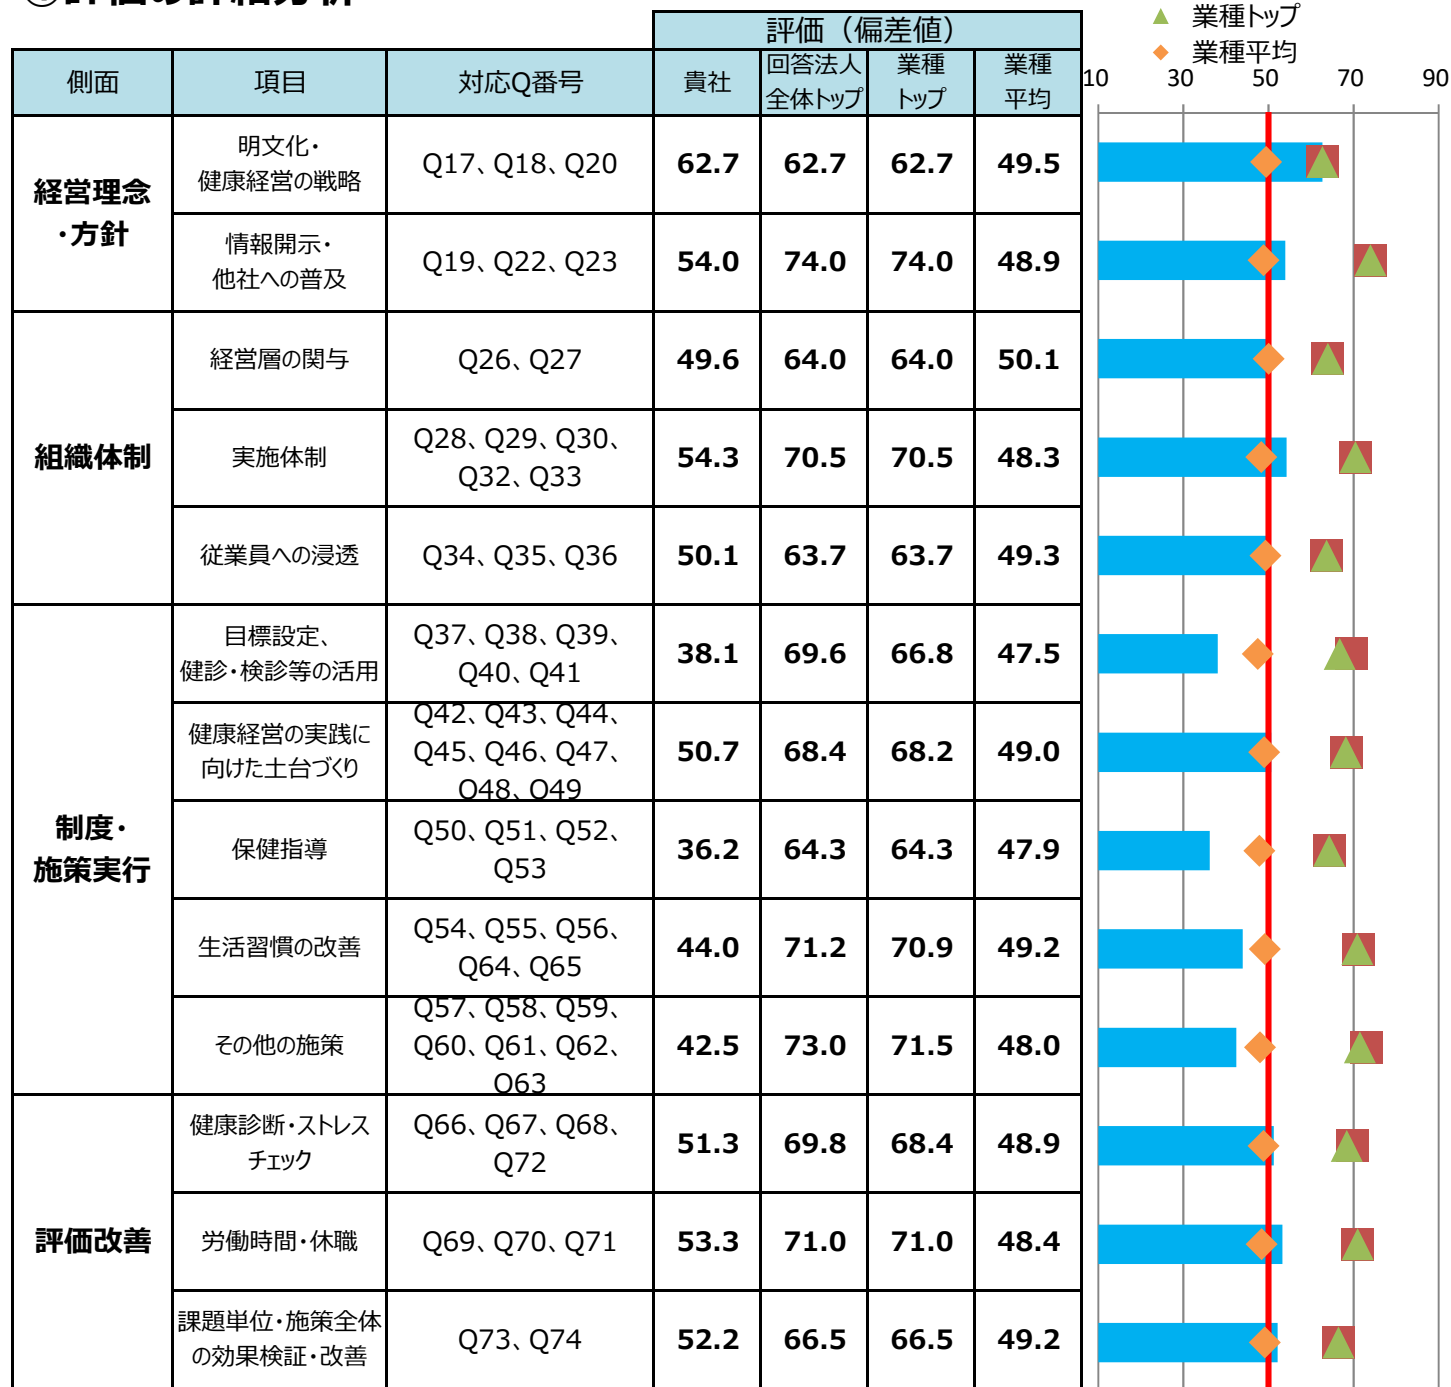 評価（偏差値）
側面 項目 対応Q番号 貴社 回答法人全体トップ 業種トップ 業種平均
▲ 業種トップ
◆ 業種平均
10 30 50 70 90
経営理念・方針
明文化・健康経営の戦略 Q17、Q18、Q20 62.7 62.7 62.7 49.5
情報開示・他社への普及 Q19、Q22、Q23 54.0 74.0 74.0 48.9
組織体制
経営層の関与 Q26、Q27 49.6 64.0 64.0 50.1
実施体制 Q28、Q29、Q30、Q32、Q33 54.3 70.5 70.5 48.3
従業員への浸透 Q34、Q35、Q36 50.1 63.7 63.7 49.3
制度・施策実行
目標設定、健診・検診等の活用 Q37、Q38、Q39、Q40、Q41 38.1 69.6 66.8 47.5
健康経営の実践に向けた土台づくり Q42、Q43、Q44、Q45、Q46、Q47、Q48、Q49 50.7 68.4 68.2 49.0
保健指導 Q50、Q51、Q52、Q53 36.2 64.3 64.3 47.9
生活習慣の改善 Q54、Q55、Q56、Q64、Q65 44.0 71.2 70.9 49.2
その他の施策 Q57、Q58、Q59、Q60、Q61、Q62、Q63 42.5 73.0 71.5 48.0
評価改善
健康診断・ストレスチェック Q66、Q67、Q68、Q72 51.3 69.8 68.4 48.9
労働時間・休職 Q69、Q70、Q71 53.3 71.0 71.0 48.4
課題単位・施策全体の効果検証・改善 Q73、Q74 52.2 66.5 66.5 49.2